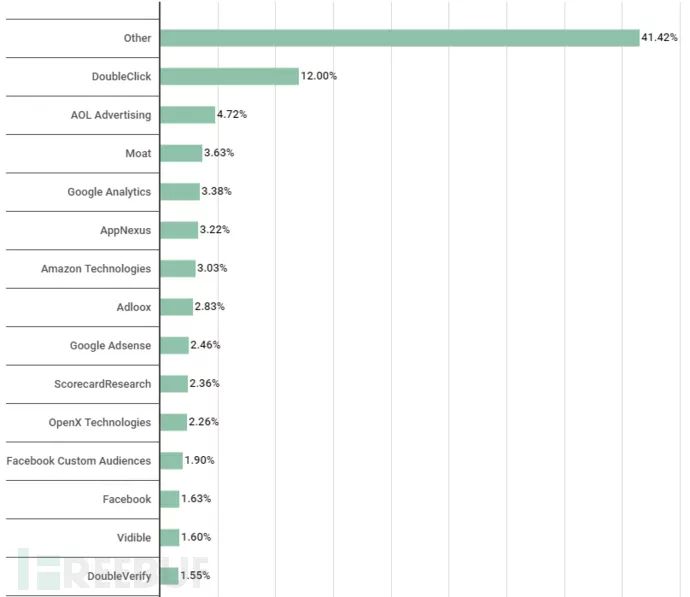 Other 41.42%
DoubleClick 12.00%
AOL Advertising 4.72%
Moat 3.63%
Google Analytics 3.38%
AppNexus 3.22%
Amazon Technologies 3.03%
Adloox 2.83%
Google Adsense 2.46%
ScorecardResearch 2.36%
OpenX Technologies 2.26%
Facebook Custom Audiences 1.90%
Facebook 1.63%
Vidible 1.60%
DoubleVerify 1.55%
FREEBUF